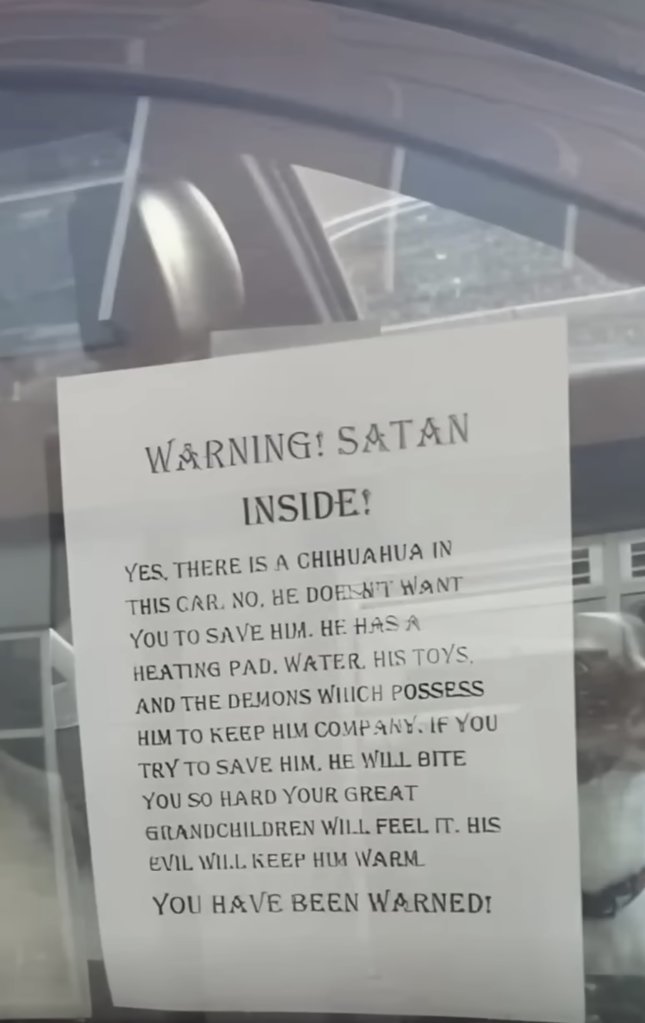 WARNING! SATAN
INSIDE!
YES, THERE IS A CHIHUAHUA IN
THIS CAR. NO, HE DOESN'T WANT
YOU TO SAVE HIM. HE HAS A
HEATING PAD, WATER, HIS TOYS,
AND THE DEMONS WHICH POSSESS
HIM TO KEEP HIM COMPANY. IF YOU
TRY TO SAVE HIM, HE WILL BITE
YOU SO HARD YOUR GREAT
GRANDCHILDREN WILL FEEL IT. HIS
EVIL WILL KEEP HIM WARM.
YOU HAVE BEEN WARNED!